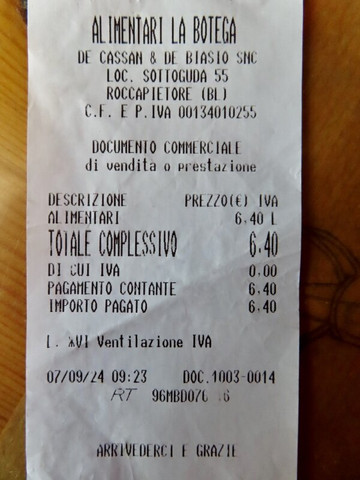 ALIMENTARI LA BOTEGA
DE CASSAN & DE BIASIO SNC
LOC. SOTTOGUDA 55
ROCCAPIETORE (BL)
C.F. E P.IVA 00134010255
DOCUMENTO COMMERCIALE
di vendita o prestazione
DESCRIZIONE PREZZO(€) IVA
ALIMENTARI 6,40 L
TOTALE COMPLESSIVO 6,40
DI CUI IVA 0,00
PAGAMENTO CONTANTE 6,40
IMPORTO PAGATO 6,40
Ventilazione IVA
07/09/24 09:23 DOC.1003-0014
RT
ARRIVEDERCI E GRAZIE